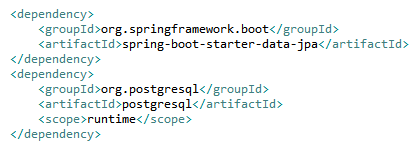 <dependency>
    <groupId>org.springframework.boot</groupId>
    <artifactId>spring-boot-starter-data-jpa</artifactId>
</dependency>
<dependency>
    <groupId>org.postgresql</groupId>
    <artifactId>postgresql</artifactId>
    <scope>runtime</scope>
</dependency>